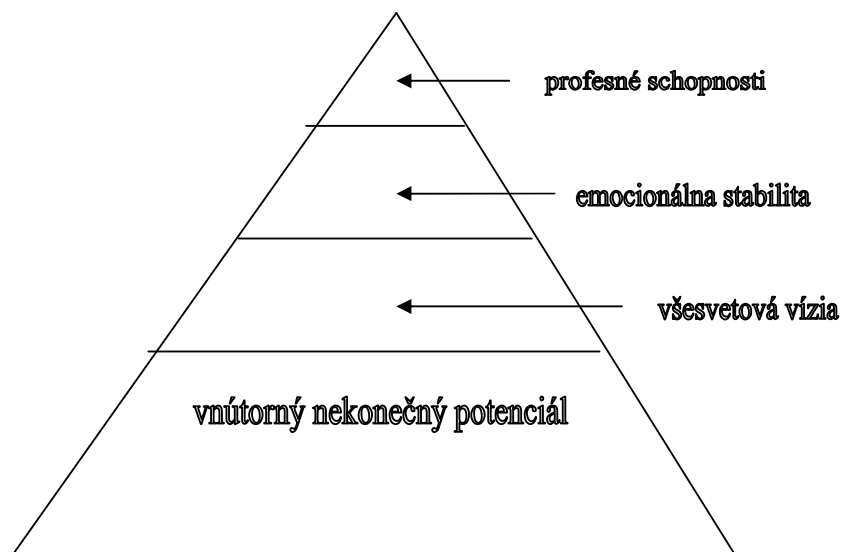 profesné schopnosti
emocionálna stabilita
všesvetová vízia
vnútorný nekonečný potenciál